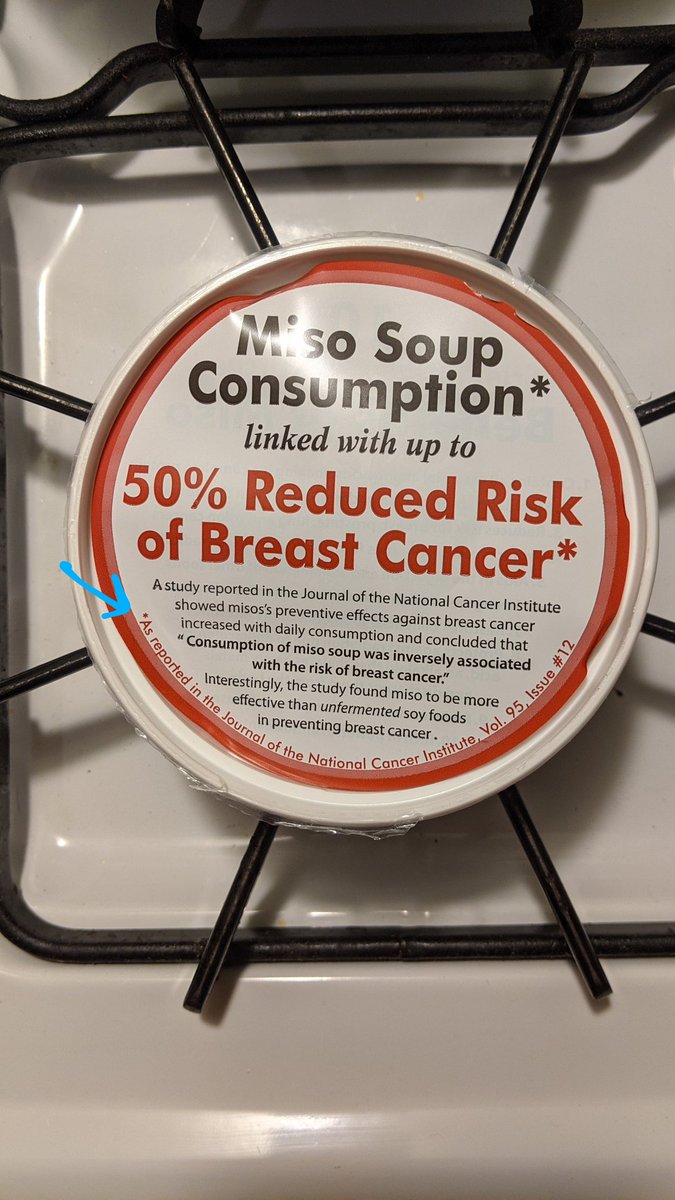 Miso Soup
Consumption*
linked with up to
50% Reduced Risk
of Breast Cancer*
A study reported in the Journal of the National Cancer Institute
showed misos's preventive effects against breast cancer
increased with daily consumption and concluded that
“ Consumption of miso soup was inversely associated
with the risk of breast cancer.”
Interestingly, the study found miso to be more
effective than unfermented soy foods
in preventing breast cancer.
*As reported in the Journal of the National Cancer Institute, Vol. 95, Issue #12